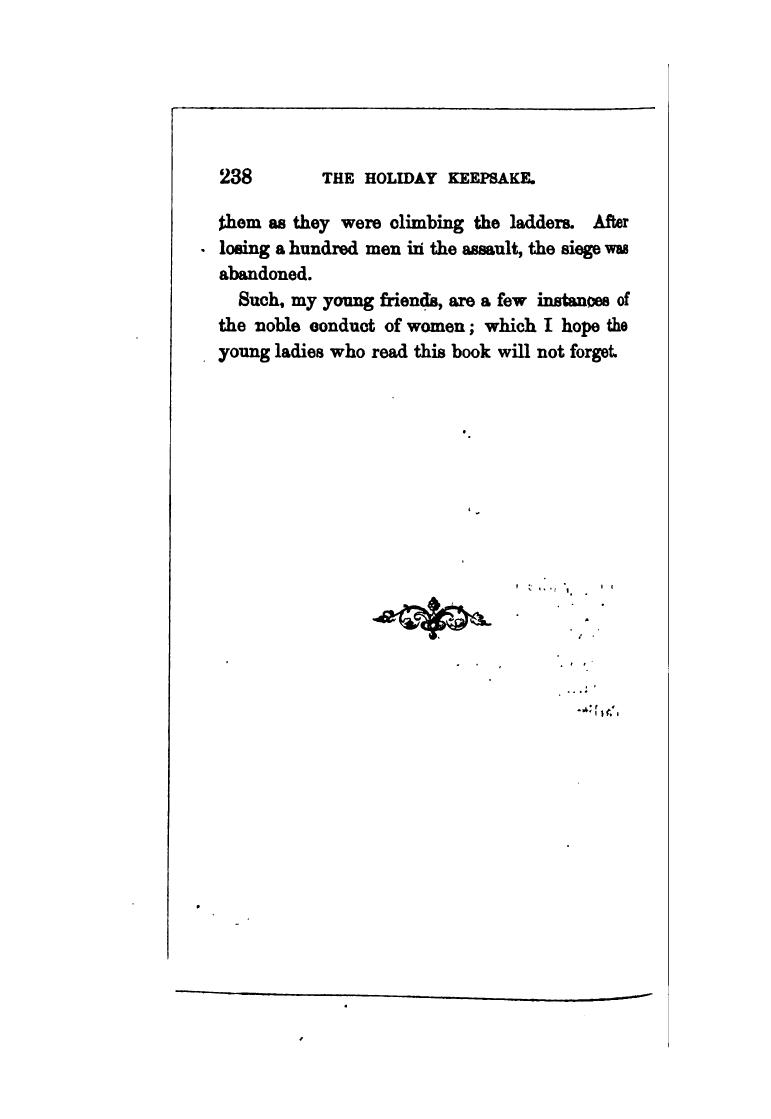 238 THE HOLIDAY KEEPSAKE.
them as they were climbing the ladders. After
losing a hundred men in the assault, the siege was
abandoned.
Such, my young friends, are a few instances of
the noble conduct of women; which I hope the
young ladies who read this book will not forget.